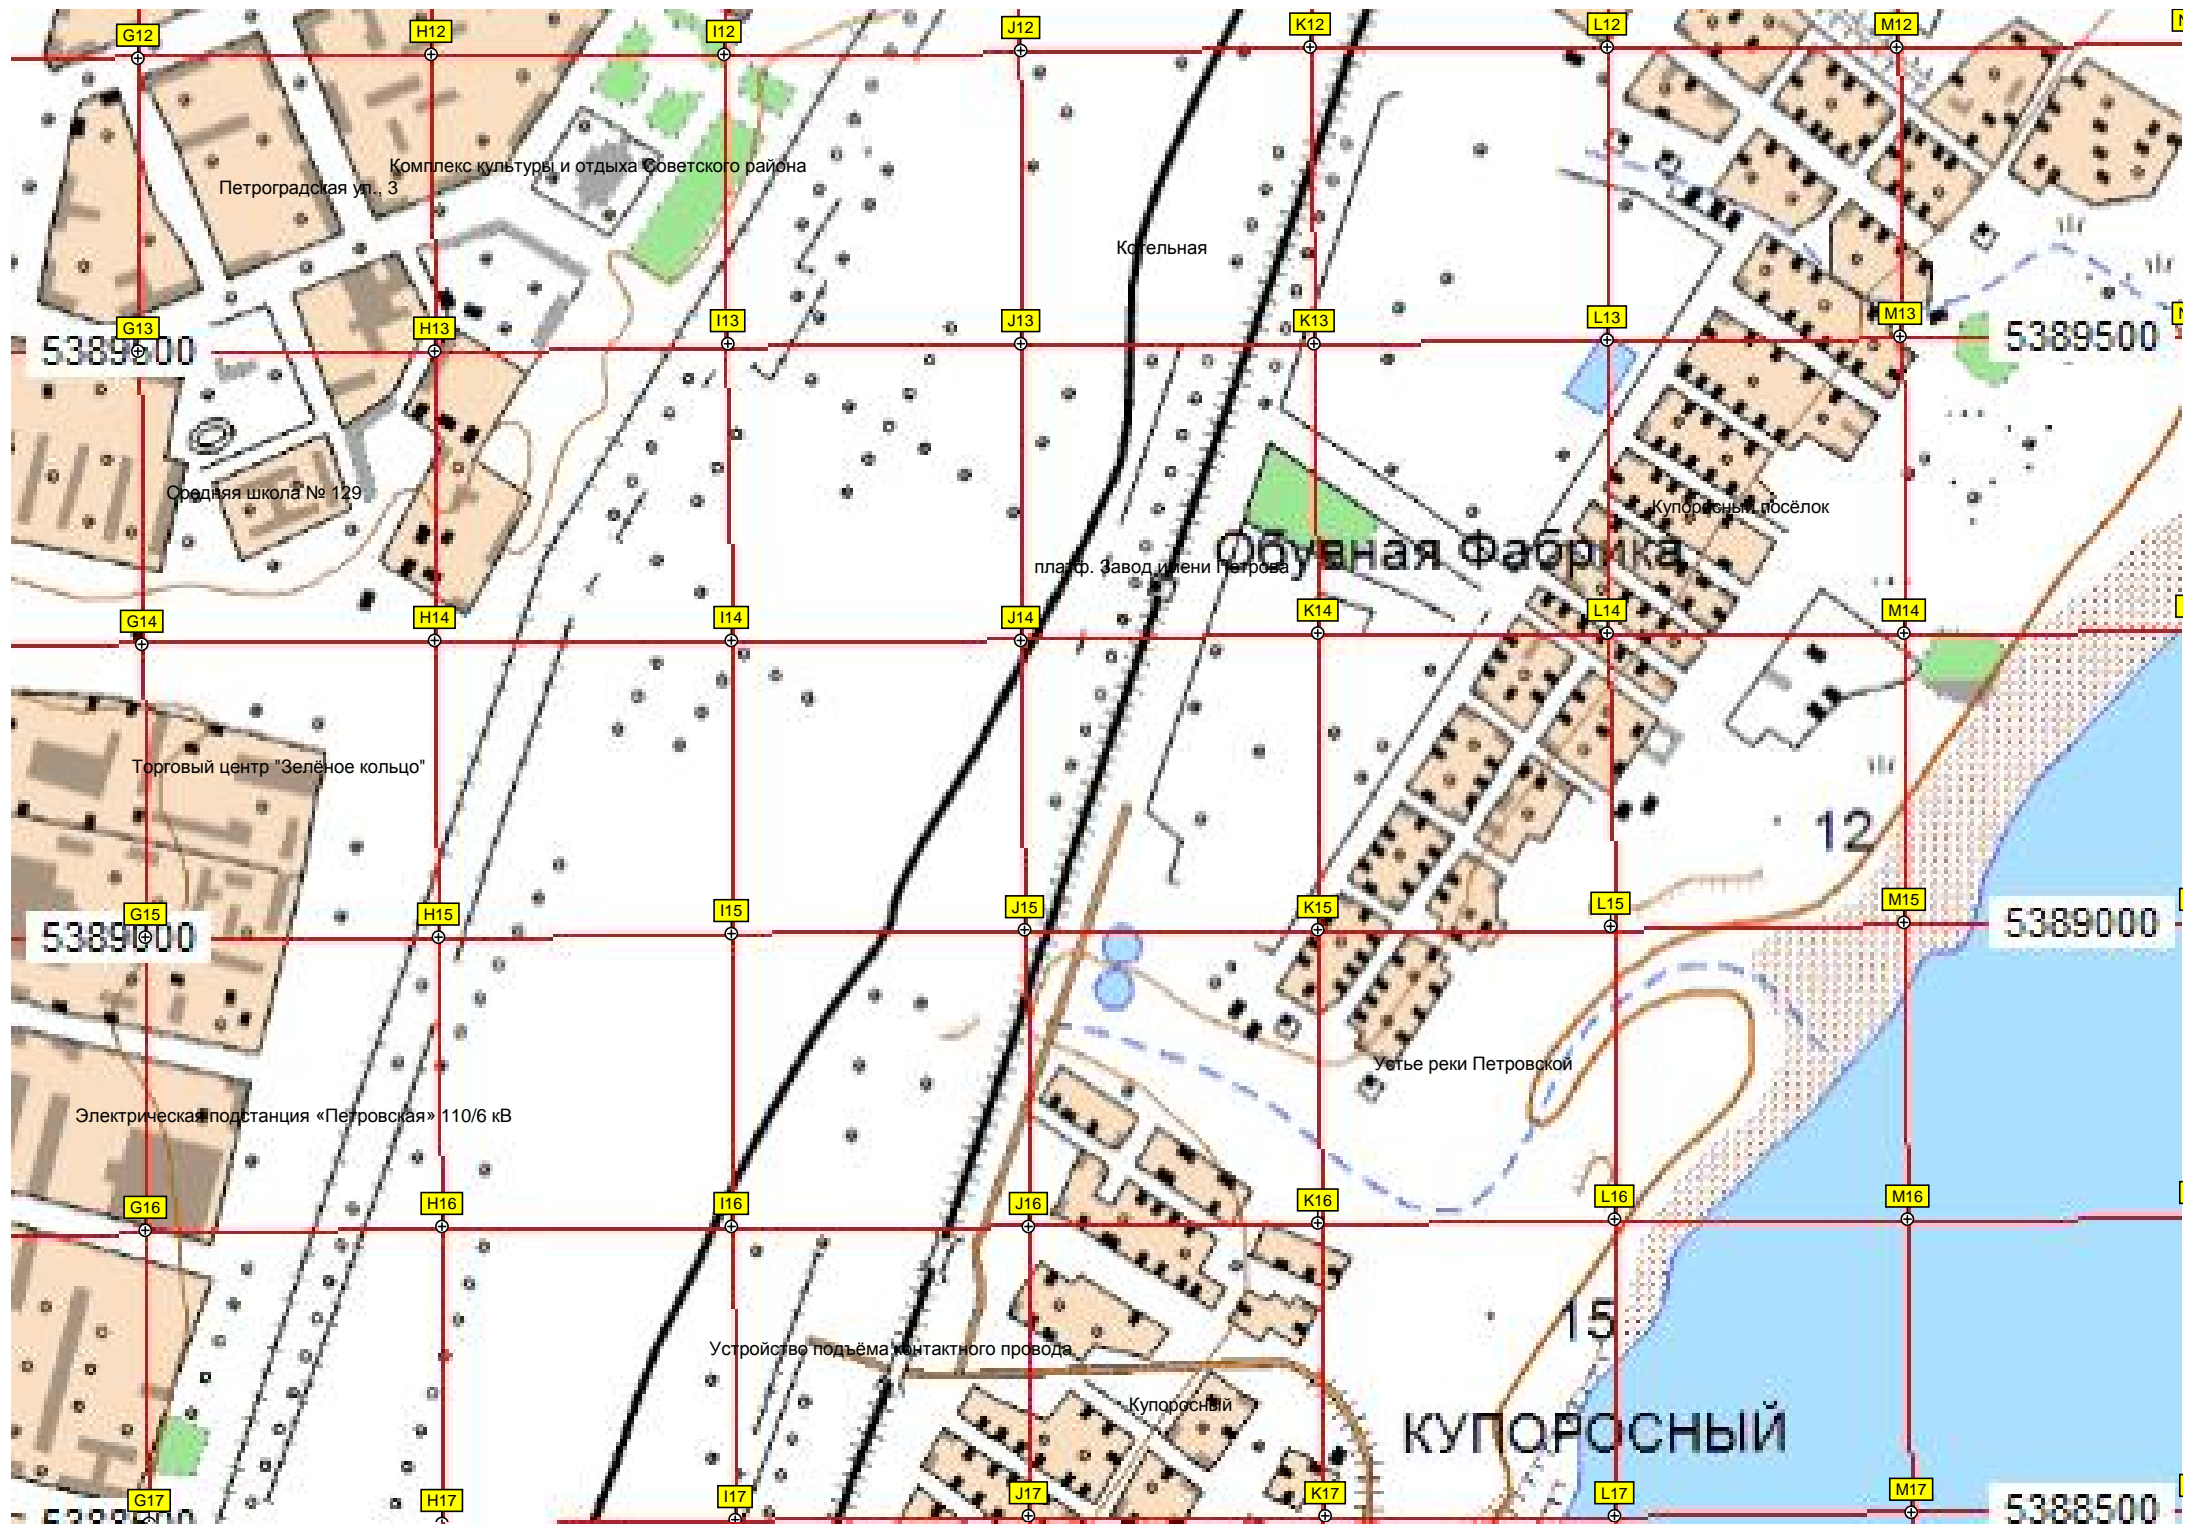 G12 H12 I12 J12 K12 L12 M12
Комплекс культуры и отдыха Советского района
Петроградская ул., 3
Котельная
G13 H13 I13 J13 K13 L13 M13
5389500 5389500
Средняя школа № 129
Купоросный посёлок
Обувная Фабрика
платф. Завод имени Петрова
G14 H14 I14 J14 K14 L14 M14
Торговый центр "Зелёное кольцо"
12
G15 H15 I15 J15 K15 L15 M15
5389000 5389000
Устье реки Петровской
Электрическая подстанция «Петровская» 110/6 кВ
G16 H16 I16 J16 K16 L16 M16
15
Устройство подъёма контактного провода
Купоросный
КУПОРОСНЫЙ
G17 H17 I17 J17 K17 L17 M17
5388500 5388500